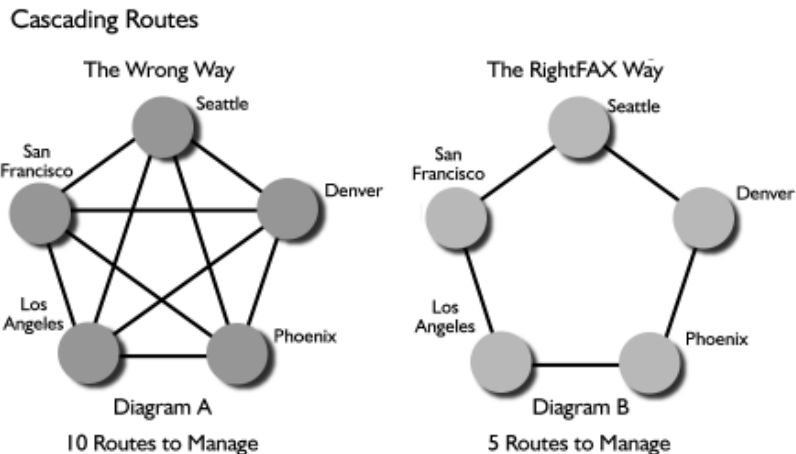 Cascading Routes
The Wrong Way
Seattle
San
Francisco
Denver
Los
Angeles
Phoenix
Diagram A
10 Routes to Manage
The RightFAX Way
Seattle
San
Francisco
Denver
Los
Angeles
Phoenix
Diagram B
5 Routes to Manage